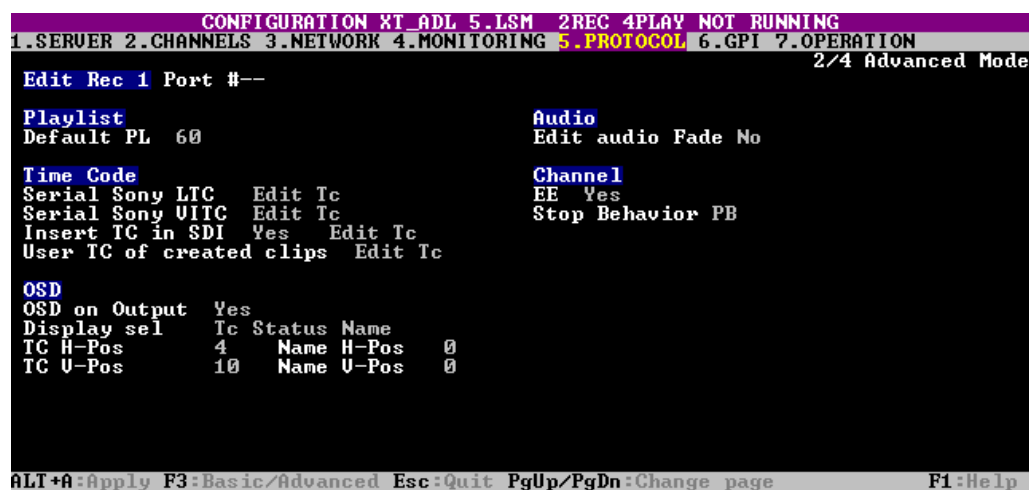 CONFIGURATION XT_ADL 5.LSM 2REC 4PLAY NOT RUNNING
1.SERVER 2.CHANNELS 3.NETWORK 4.MONITORING 5.PROTOCOL 6.GPI 7.OPERATION
2/4 Advanced Mode
Edit Rec 1 Port #--
Playlist
Default PL 60
Audio
Edit audio Fade No
Time Code
Serial Sony LTC Edit Tc
Serial Sony VITC Edit Tc
Insert TC in SDI Yes Edit Tc
User TC of created clips Edit Tc
Channel
EE Yes
Stop Behavior PB
OSD
OSD on Output Yes
Display sel Tc Status Name
TC H-Pos 4 Name H-Pos 0
TC V-Pos 10 Name V-Pos 0
ALT+A:Apply F3:Basic/Advanced Esc:Quit PgUp/PgDn:Change page F1:Help